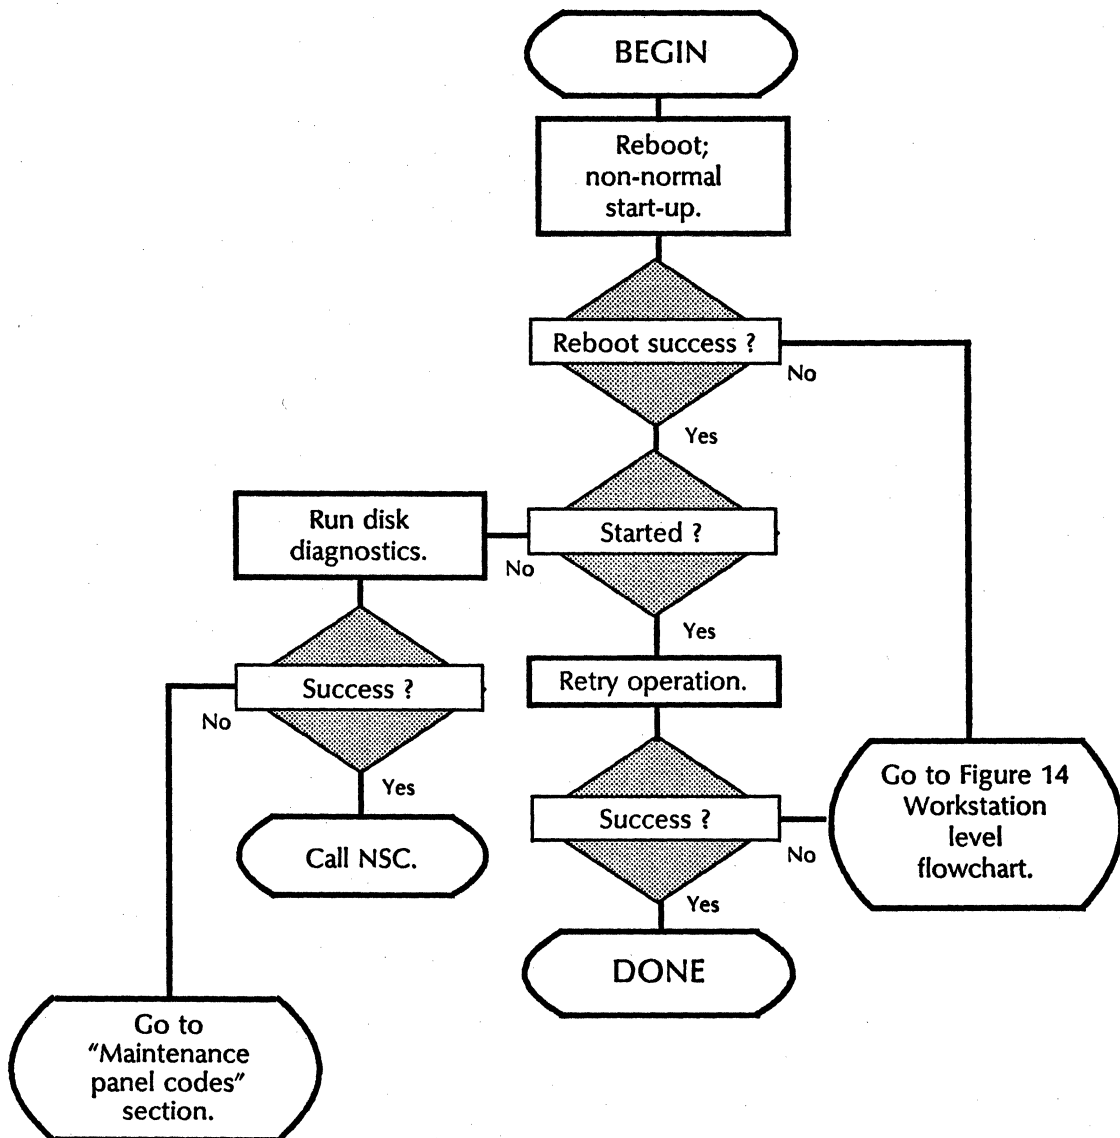 BEGIN
Reboot;
non-normal
start-up.
Reboot success ?
No
Yes
Run disk
diagnostics.
Started ?
No
Yes
Success ?
No
Retry operation.
Yes
Success ?
No
Go to Figure 14
Workstation
level
flowchart.
Call NSC.
Yes
DONE
Go to
“Maintenance
panel codes”
section.